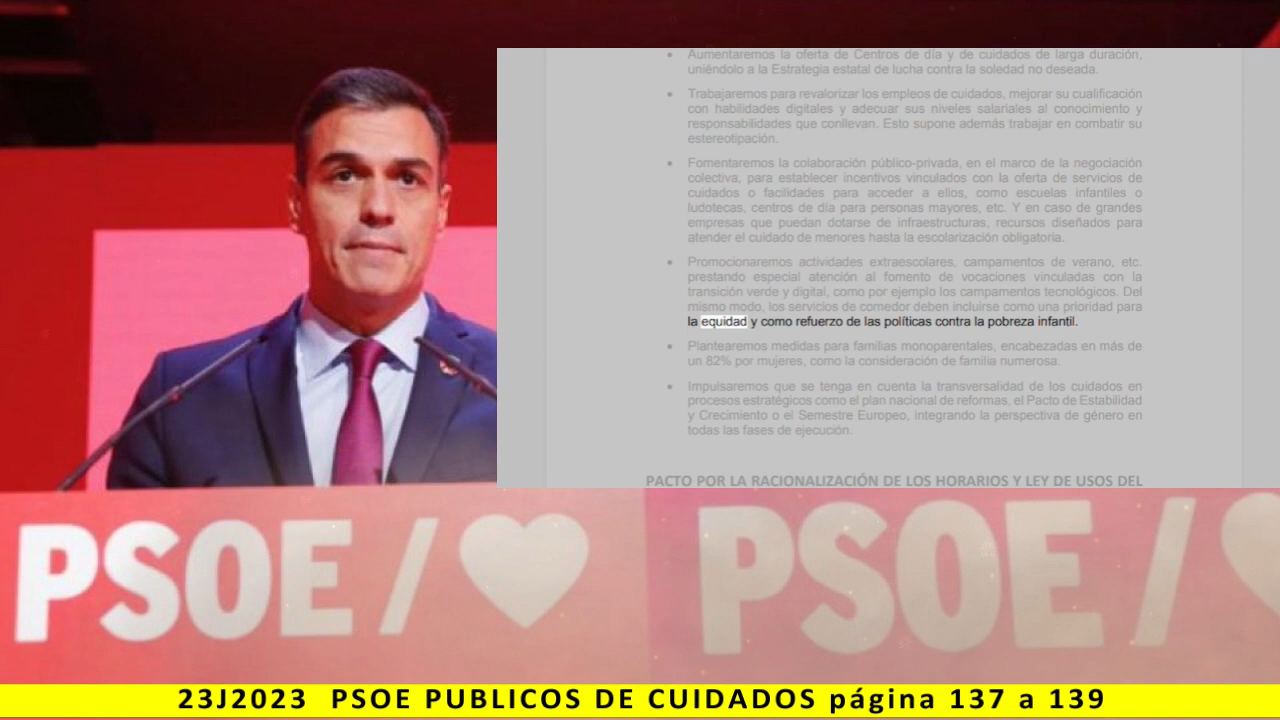 Aumentaremos la oferta de Centros de día y de cuidados de larga duración,
uniéndolo a la Estrategia estatal de lucha contra la soledad no deseada.
Trabajaremos para revalorizar los empleos de cuidados, mejorar su cualificación
con habilidades digitales y adecuar sus niveles salariales al conocimiento y
responsabilidades que conllevan. Esto supone además trabajar en combatir su
estereotipación.
Fomentaremos la colaboración público-privada, en el marco de la negociación
colectiva, para establecer incentivos vinculados con la oferta de servicios de
cuidados o facilidades para acceder a ellos, como escuelas infantiles o
ludotecas, centros de día para personas mayores, etc. Y en caso de grandes
empresas que puedan dotarse de infraestructuras, recursos diseñados para
atender el cuidado de menores hasta la escolarización obligatoria.
Promocionaremos actividades extraescolares, campamentos de verano, etc.
prestando especial atención al fomento de vocaciones vinculadas con la
transición verde y digital, como por ejemplo los campamentos tecnológicos. Del
mismo modo, los servicios de comedor deben incluirse como una prioridad para
la equidad y como refuerzo de las políticas contra la pobreza infantil.
Plantearemos medidas para familias monoparentales, encabezadas en más de
un 82% por mujeres, como la consideración de familia numerosa.
Impulsaremos que se tenga en cuenta la transversalidad de los cuidados en
procesos estratégicos como el plan nacional de reformas, el Pacto de Estabilidad
y Crecimiento o el Semestre Europeo, integrando la perspectiva de género en
todas las fases de ejecución.
PACTO POR LA RACIONALIZACIÓN DE LOS HORARIOS Y LEY DE USOS DEL
PSOE / PSOE /
23J2023 PSOE PUBLICOS DE CUIDADOS página 137 a 139